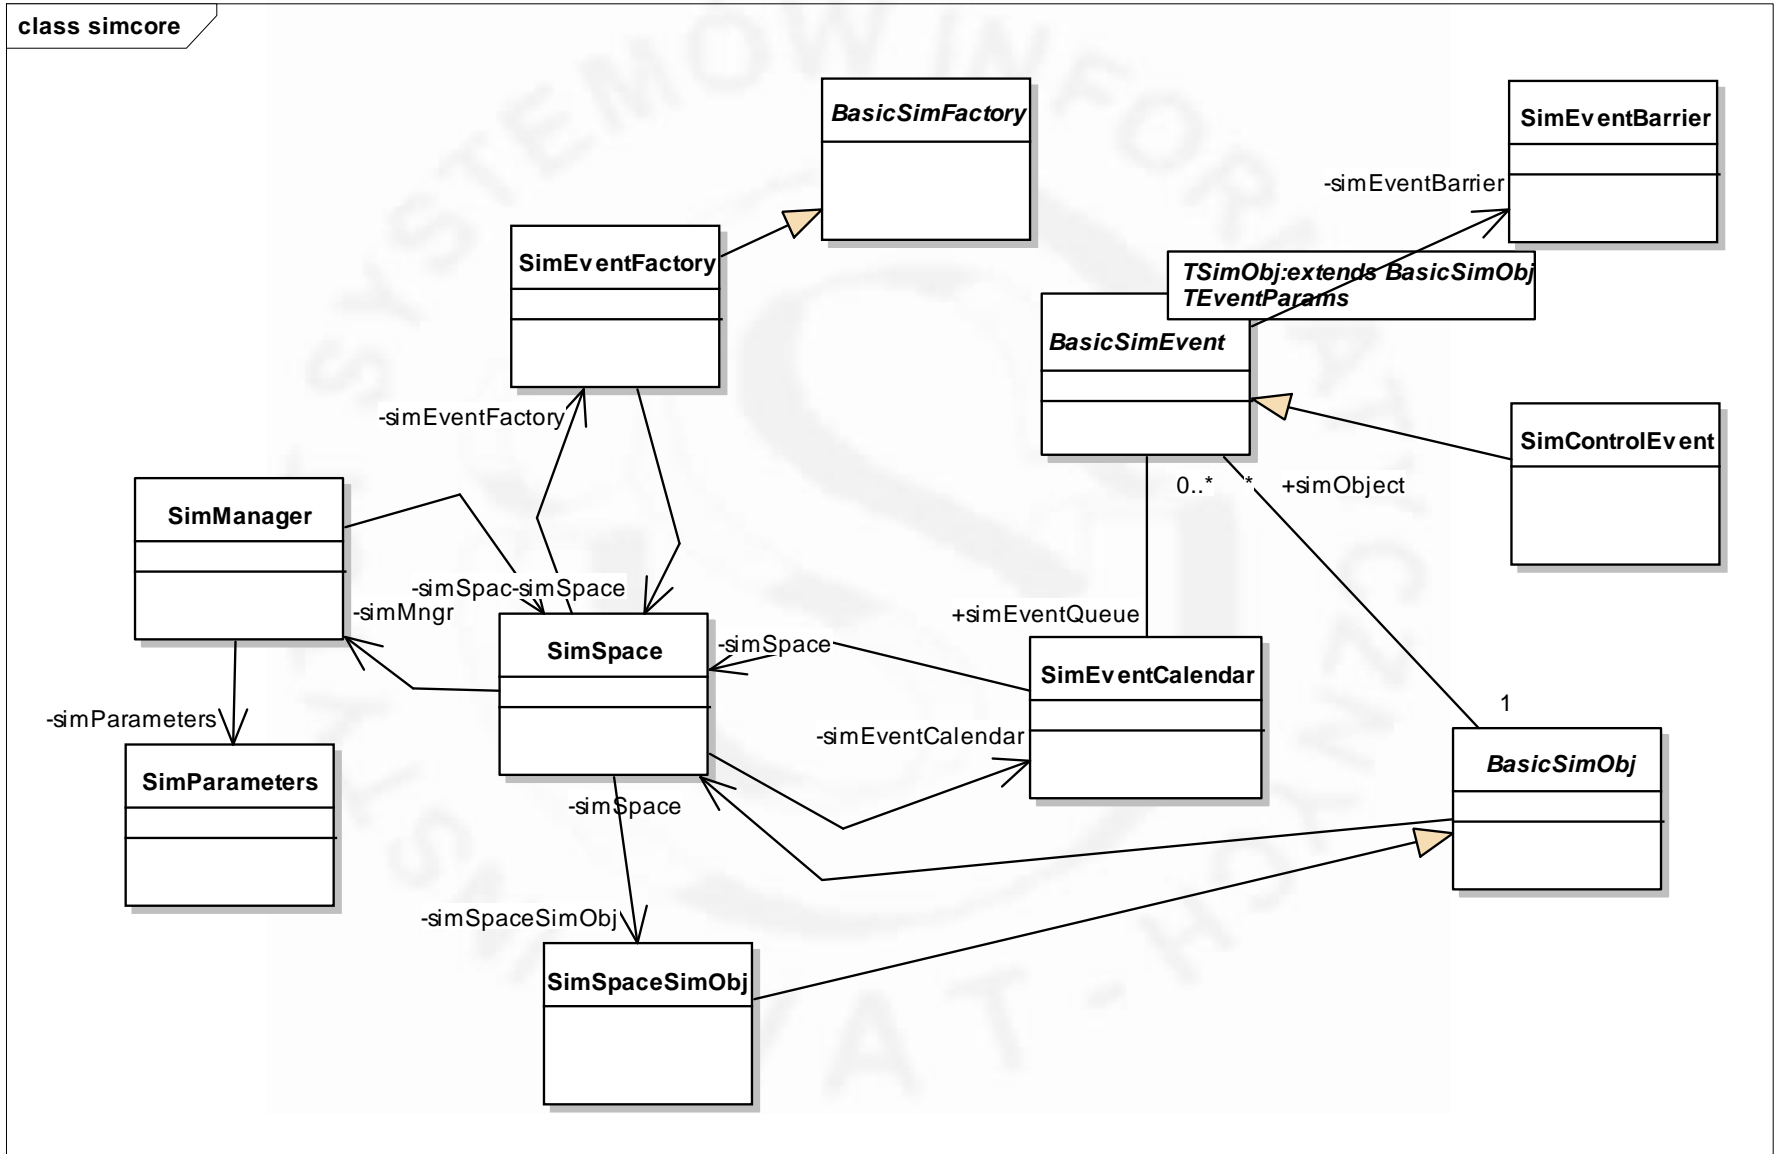 class simcore
BasicSimFactory
SimEventBarrier
-simEventBarrier
SimEventFactory
TSimObj:extends BasicSimObj
TEventParams
BasicSimEvent
-simEventFactory
SimControlEvent
0..*
*
+simObject
SimManager
-simSpac-simSpace
-simMngr
+simEventQueue
SimSpace
-simSpace
SimEventCalendar
1
-simParameters
-simEventCalendar
BasicSimObj
SimParameters
-simSpace
-simSpaceSimObj
SimSpaceSimObj